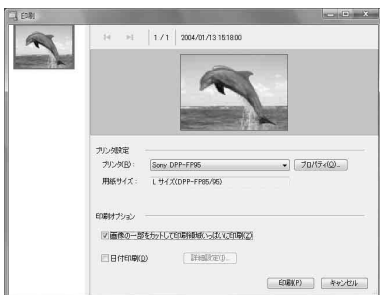 印刷
1 / 1 2004/01/13 15:18:00
プリンタ設定
プリンタ(R): Sony DPP-FP95 プロパティ(O)...
用紙サイズ: Lサイズ(DPP-FP85/95)
印刷オプション
画像の一部をカットして印刷領域いっぱいに印刷(Z)
日付印刷(D) 詳細設定(I)...
印刷(P) キャンセル